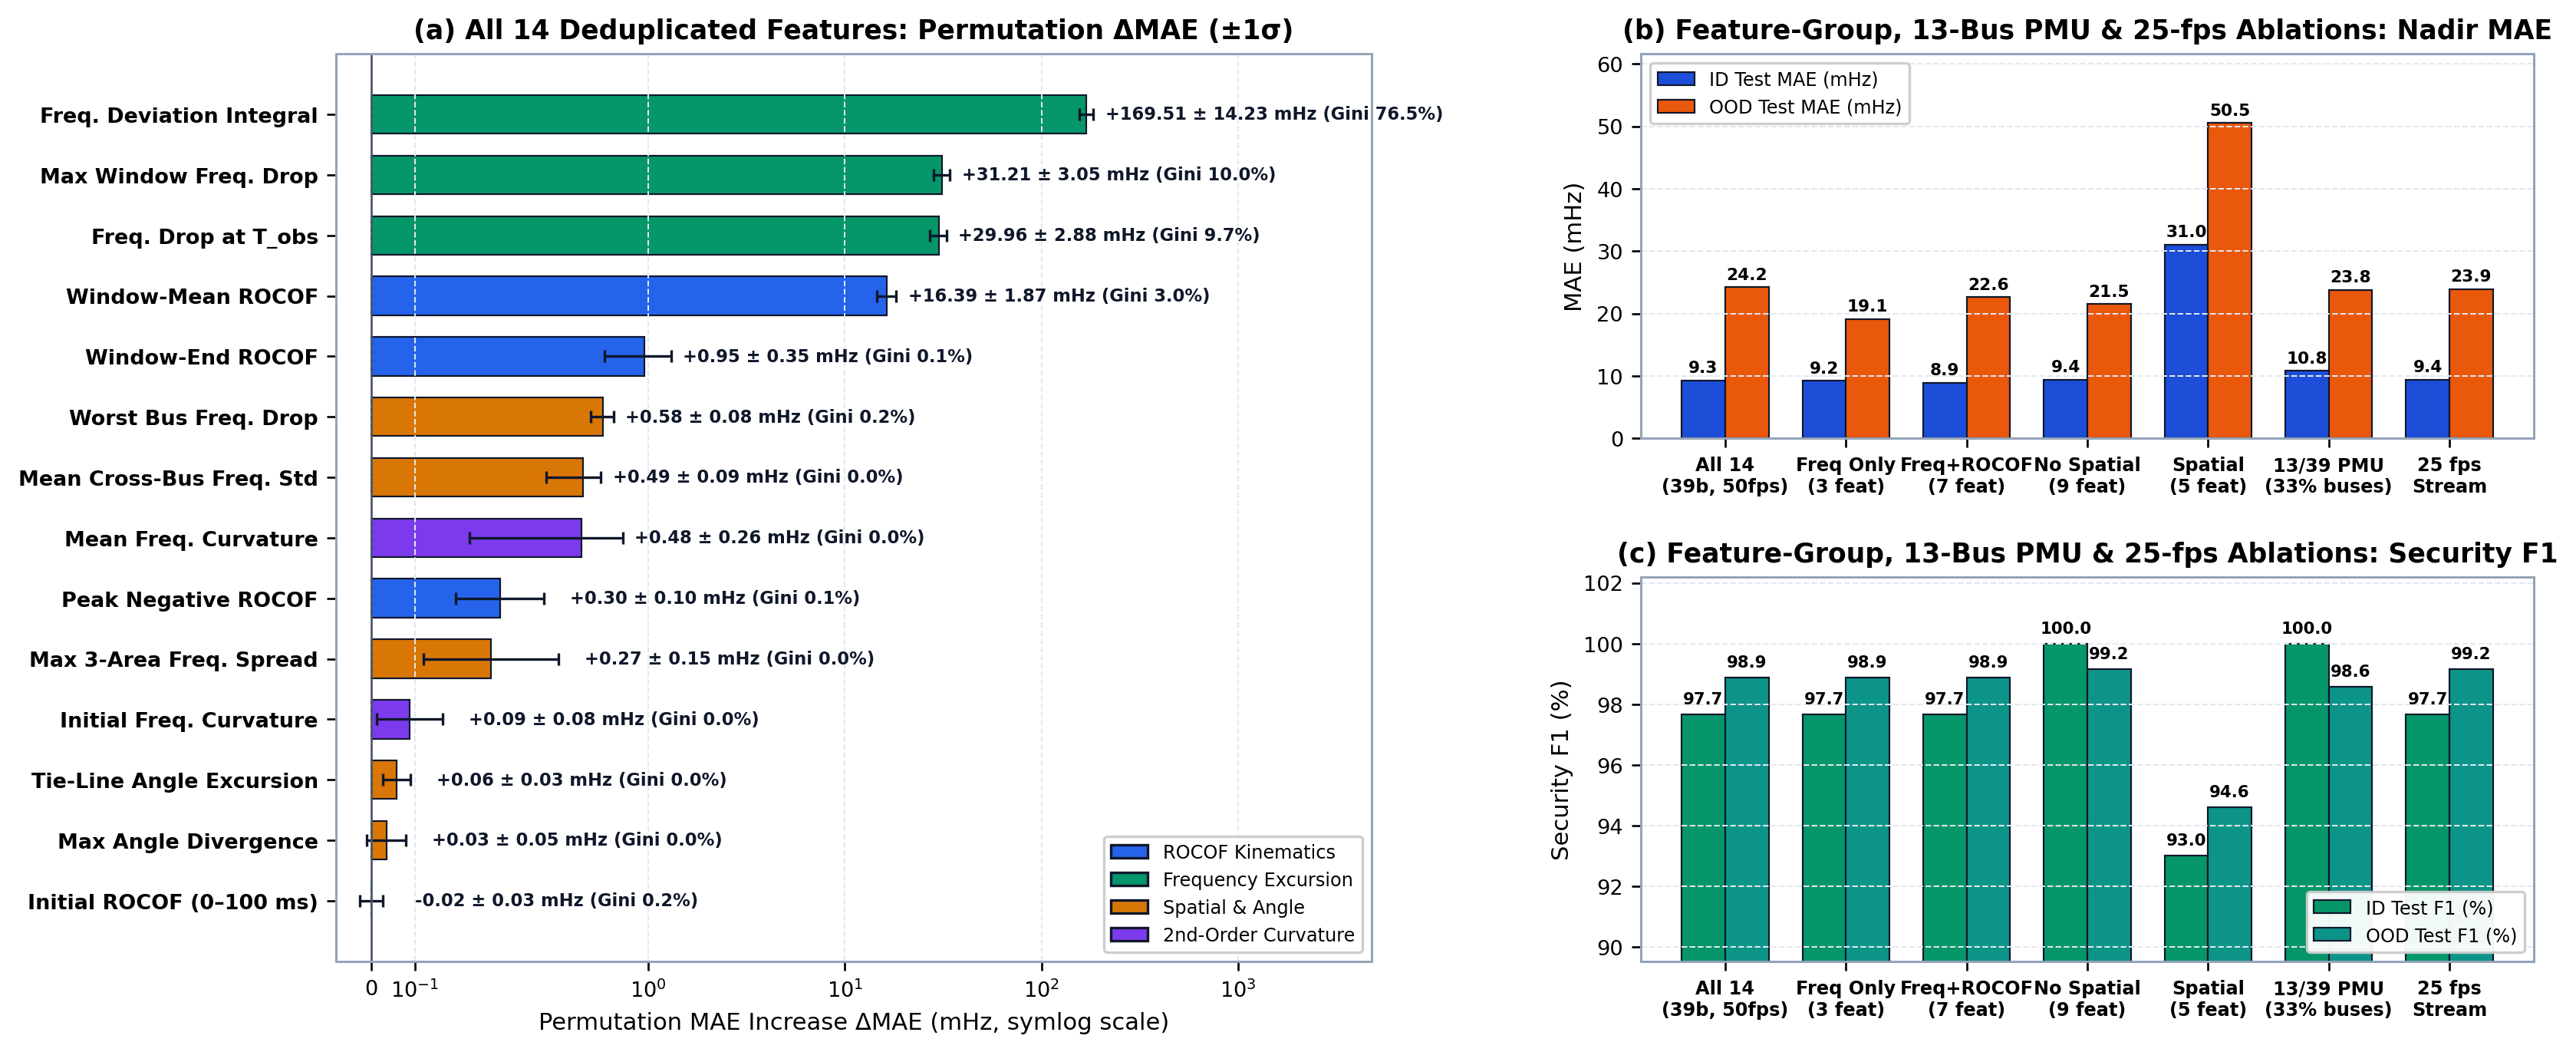 (a) All 14 Deduplicated Features: Permutation ΔMAE (±1σ)
Freq. Deviation Integral
+169.51 ± 14.23 mHz (Gini 76.5%)
Max Window Freq. Drop
+31.21 ± 3.05 mHz (Gini 10.0%)
Freq. Drop at T_obs
+29.96 ± 2.88 mHz (Gini 9.7%)
Window-Mean ROCOF
+16.39 ± 1.87 mHz (Gini 3.0%)
Window-End ROCOF
+0.95 ± 0.35 mHz (Gini 0.1%)
Worst Bus Freq. Drop
+0.58 ± 0.08 mHz (Gini 0.2%)
Mean Cross-Bus Freq. Std
+0.49 ± 0.09 mHz (Gini 0.0%)
Mean Freq. Curvature
+0.48 ± 0.26 mHz (Gini 0.0%)
Peak Negative ROCOF
+0.30 ± 0.10 mHz (Gini 0.1%)
Max 3-Area Freq. Spread
+0.27 ± 0.15 mHz (Gini 0.0%)
Initial Freq. Curvature
+0.09 ± 0.08 mHz (Gini 0.0%)
Tie-Line Angle Excursion
+0.06 ± 0.03 mHz (Gini 0.0%)
Max Angle Divergence
+0.03 ± 0.05 mHz (Gini 0.0%)
Initial ROCOF (0–100 ms)
-0.02 ± 0.03 mHz (Gini 0.2%)
ROCOF Kinematics
Frequency Excursion
Spatial & Angle
2nd-Order Curvature
0 10⁻¹ 10⁰ 10¹ 10² 10³
Permutation MAE Increase ΔMAE (mHz, symlog scale)
(b) Feature-Group, 13-Bus PMU & 25-fps Ablations: Nadir MAE
MAE (mHz)
60
50
40
30
20
10
0
ID Test MAE (mHz)
OOD Test MAE (mHz)
9.3 24.2 9.2 19.1 8.9 22.6 9.4 21.5 31.0 50.5 10.8 23.8 9.4 23.9
All 14 Freq Only Freq+ROCOF No Spatial Spatial 13/39 PMU 25 fps
(39b, 50fps) (3 feat) (7 feat) (9 feat) (5 feat) (33% buses) Stream
(c) Feature-Group, 13-Bus PMU & 25-fps Ablations: Security F1
Security F1 (%)
102
100
98
96
94
92
90
97.7 98.9 97.7 98.9 97.7 98.9 100.0 99.2 93.0 94.6 100.0 98.6 97.7 99.2
ID Test F1 (%)
OOD Test F1 (%)
All 14 Freq Only Freq+ROCOF No Spatial Spatial 13/39 PMU 25 fps
(39b, 50fps) (3 feat) (7 feat) (9 feat) (5 feat) (33% buses) Stream